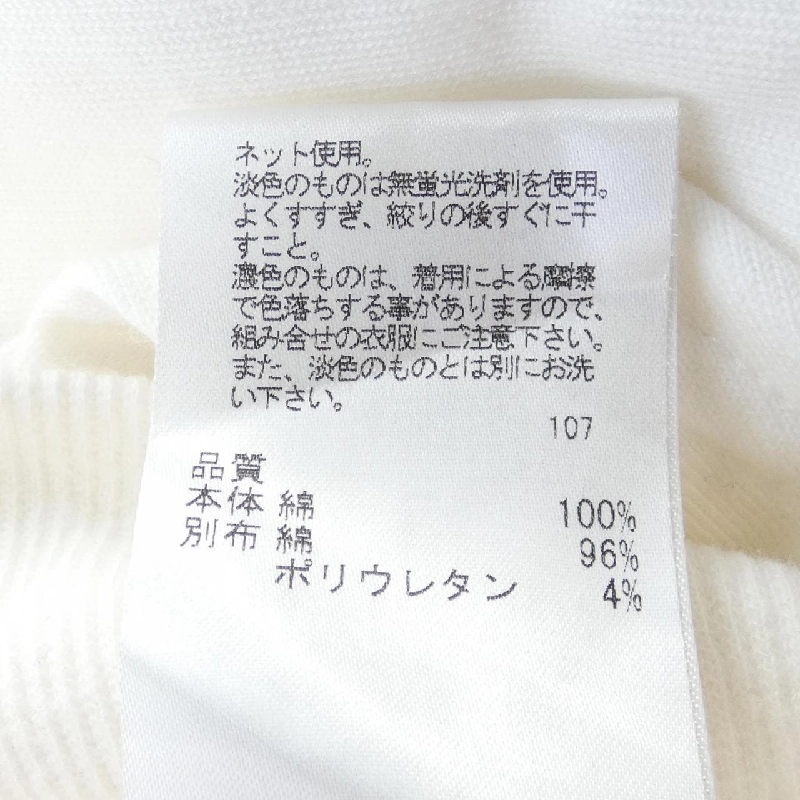 ネット使用。
淡色のものは無蛍光洗剤を使用。
よくすすぎ、絞りの後すぐに干
すこと。
濃色のものは、着用による摩擦
で色落ちする事がありますので、
組み合せの衣服にご注意下さい。
また、淡色のものとは別にお洗
い下さい。
107
品質
本体 綿 100%
別布 綿 96%
ポリウレタン 4%